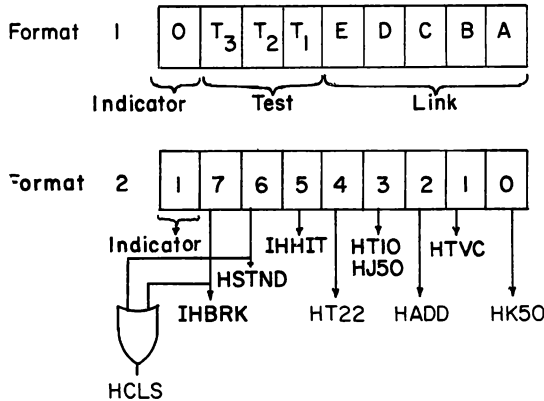 Format 1 0 T3 T2 T1 E D C B A
Indicator Test Link
Format 2 1 7 6 5 4 3 2 1 0
Indicator IHHIT HT10 HTVC
HJ50
HSTND
IHBRK HT22 HADD HK50
HCLS